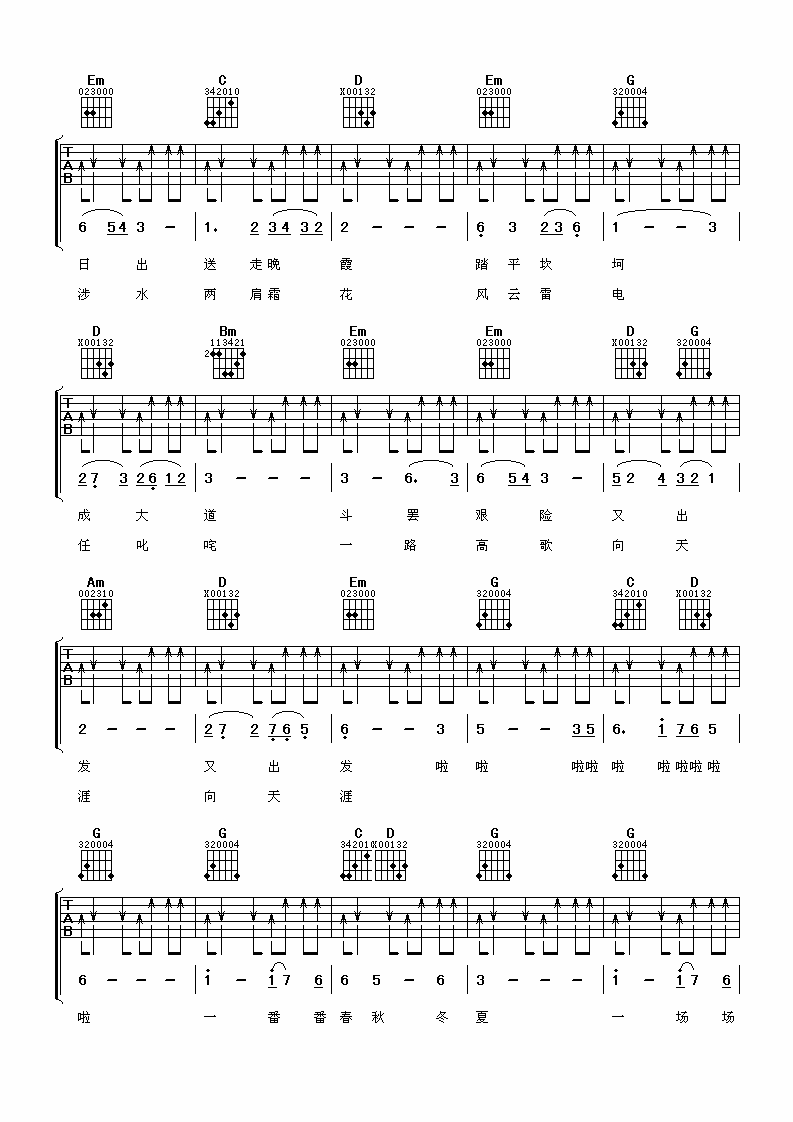 Em C D Em G
023000 342010 X00132 023000 320004
T
A
B
6 54 3 - 1. 2 34 32 2 - - - 6 3 23 6 1 - - 3
日 出 送 走 晚 霞 踏 平 坎 坷
涉 水 两 肩 霜 花 风 云 雷 电
D Bm Em Em D G
X00132 113421 023000 023000 X00132 320004
2
T
A
B
27 3 26 12 3 - - - 3 - 6. 3 6 54 3 - 52 4 32 1
成 大 道 斗 罢 艰 险 又 出
任 叱 咤 一 路 高 歌 向 天
Am D Em G C D
002310 X00132 023000 320004 342010 X00132
T
A
B
2 - - - 27 2 76 5 6 - - 3 5 - - 35 6. 1 76 5
发 又 出 发 啦 啦 啦啦 啦 啦 啦啦 啦
涯 向 天 涯
G G C D G G
320004 320004 342010 X00132 320004 320004
T
A
B
6 - - - 1 - 17 6 6 5 - 6 3 - - - 1 - 17 6
啦 一 番 番 春 秋 冬 夏 一 场 场